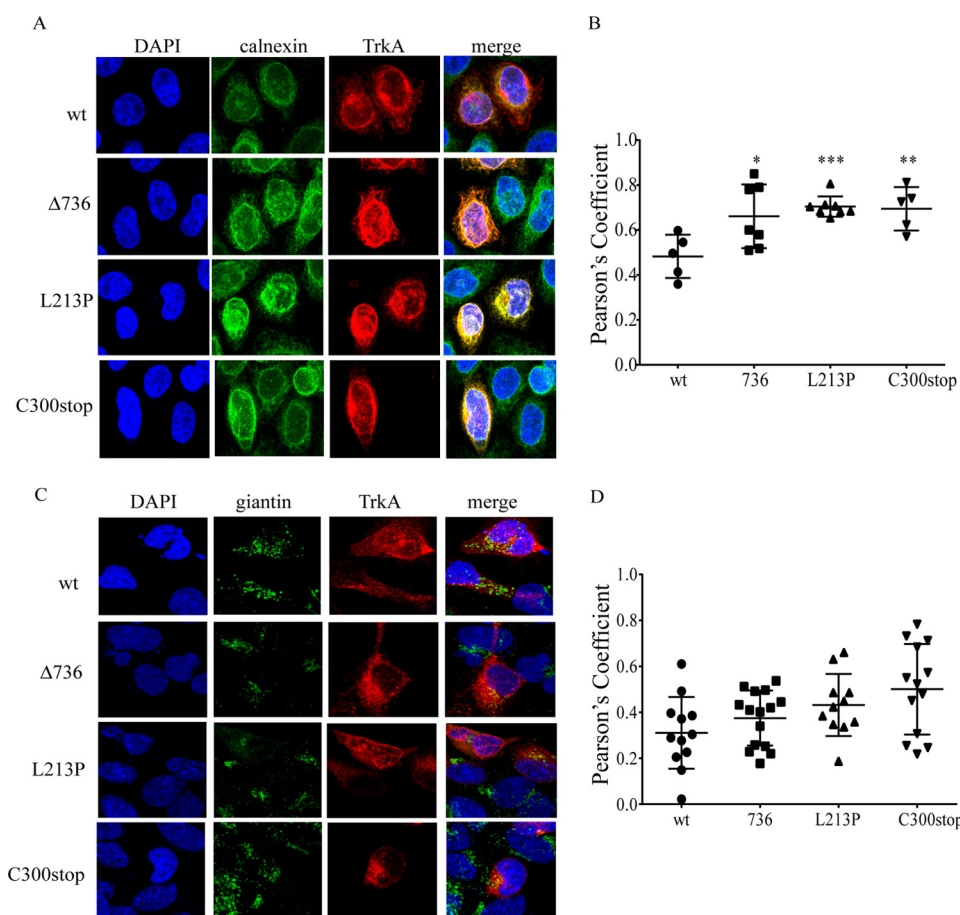 A
DAPI calnexin TrkA merge
wt
Δ736
L213P
C300stop
B
Pearson's Coefficient
1.0
0.8
0.6
0.4
0.2
0.0
* *** **
wt 736 L213P C300stop
C
DAPI giantin TrkA merge
wt
Δ736
L213P
C300stop
D
Pearson's Coefficient
1.0
0.8
0.6
0.4
0.2
0.0
wt 736 L213P C300stop